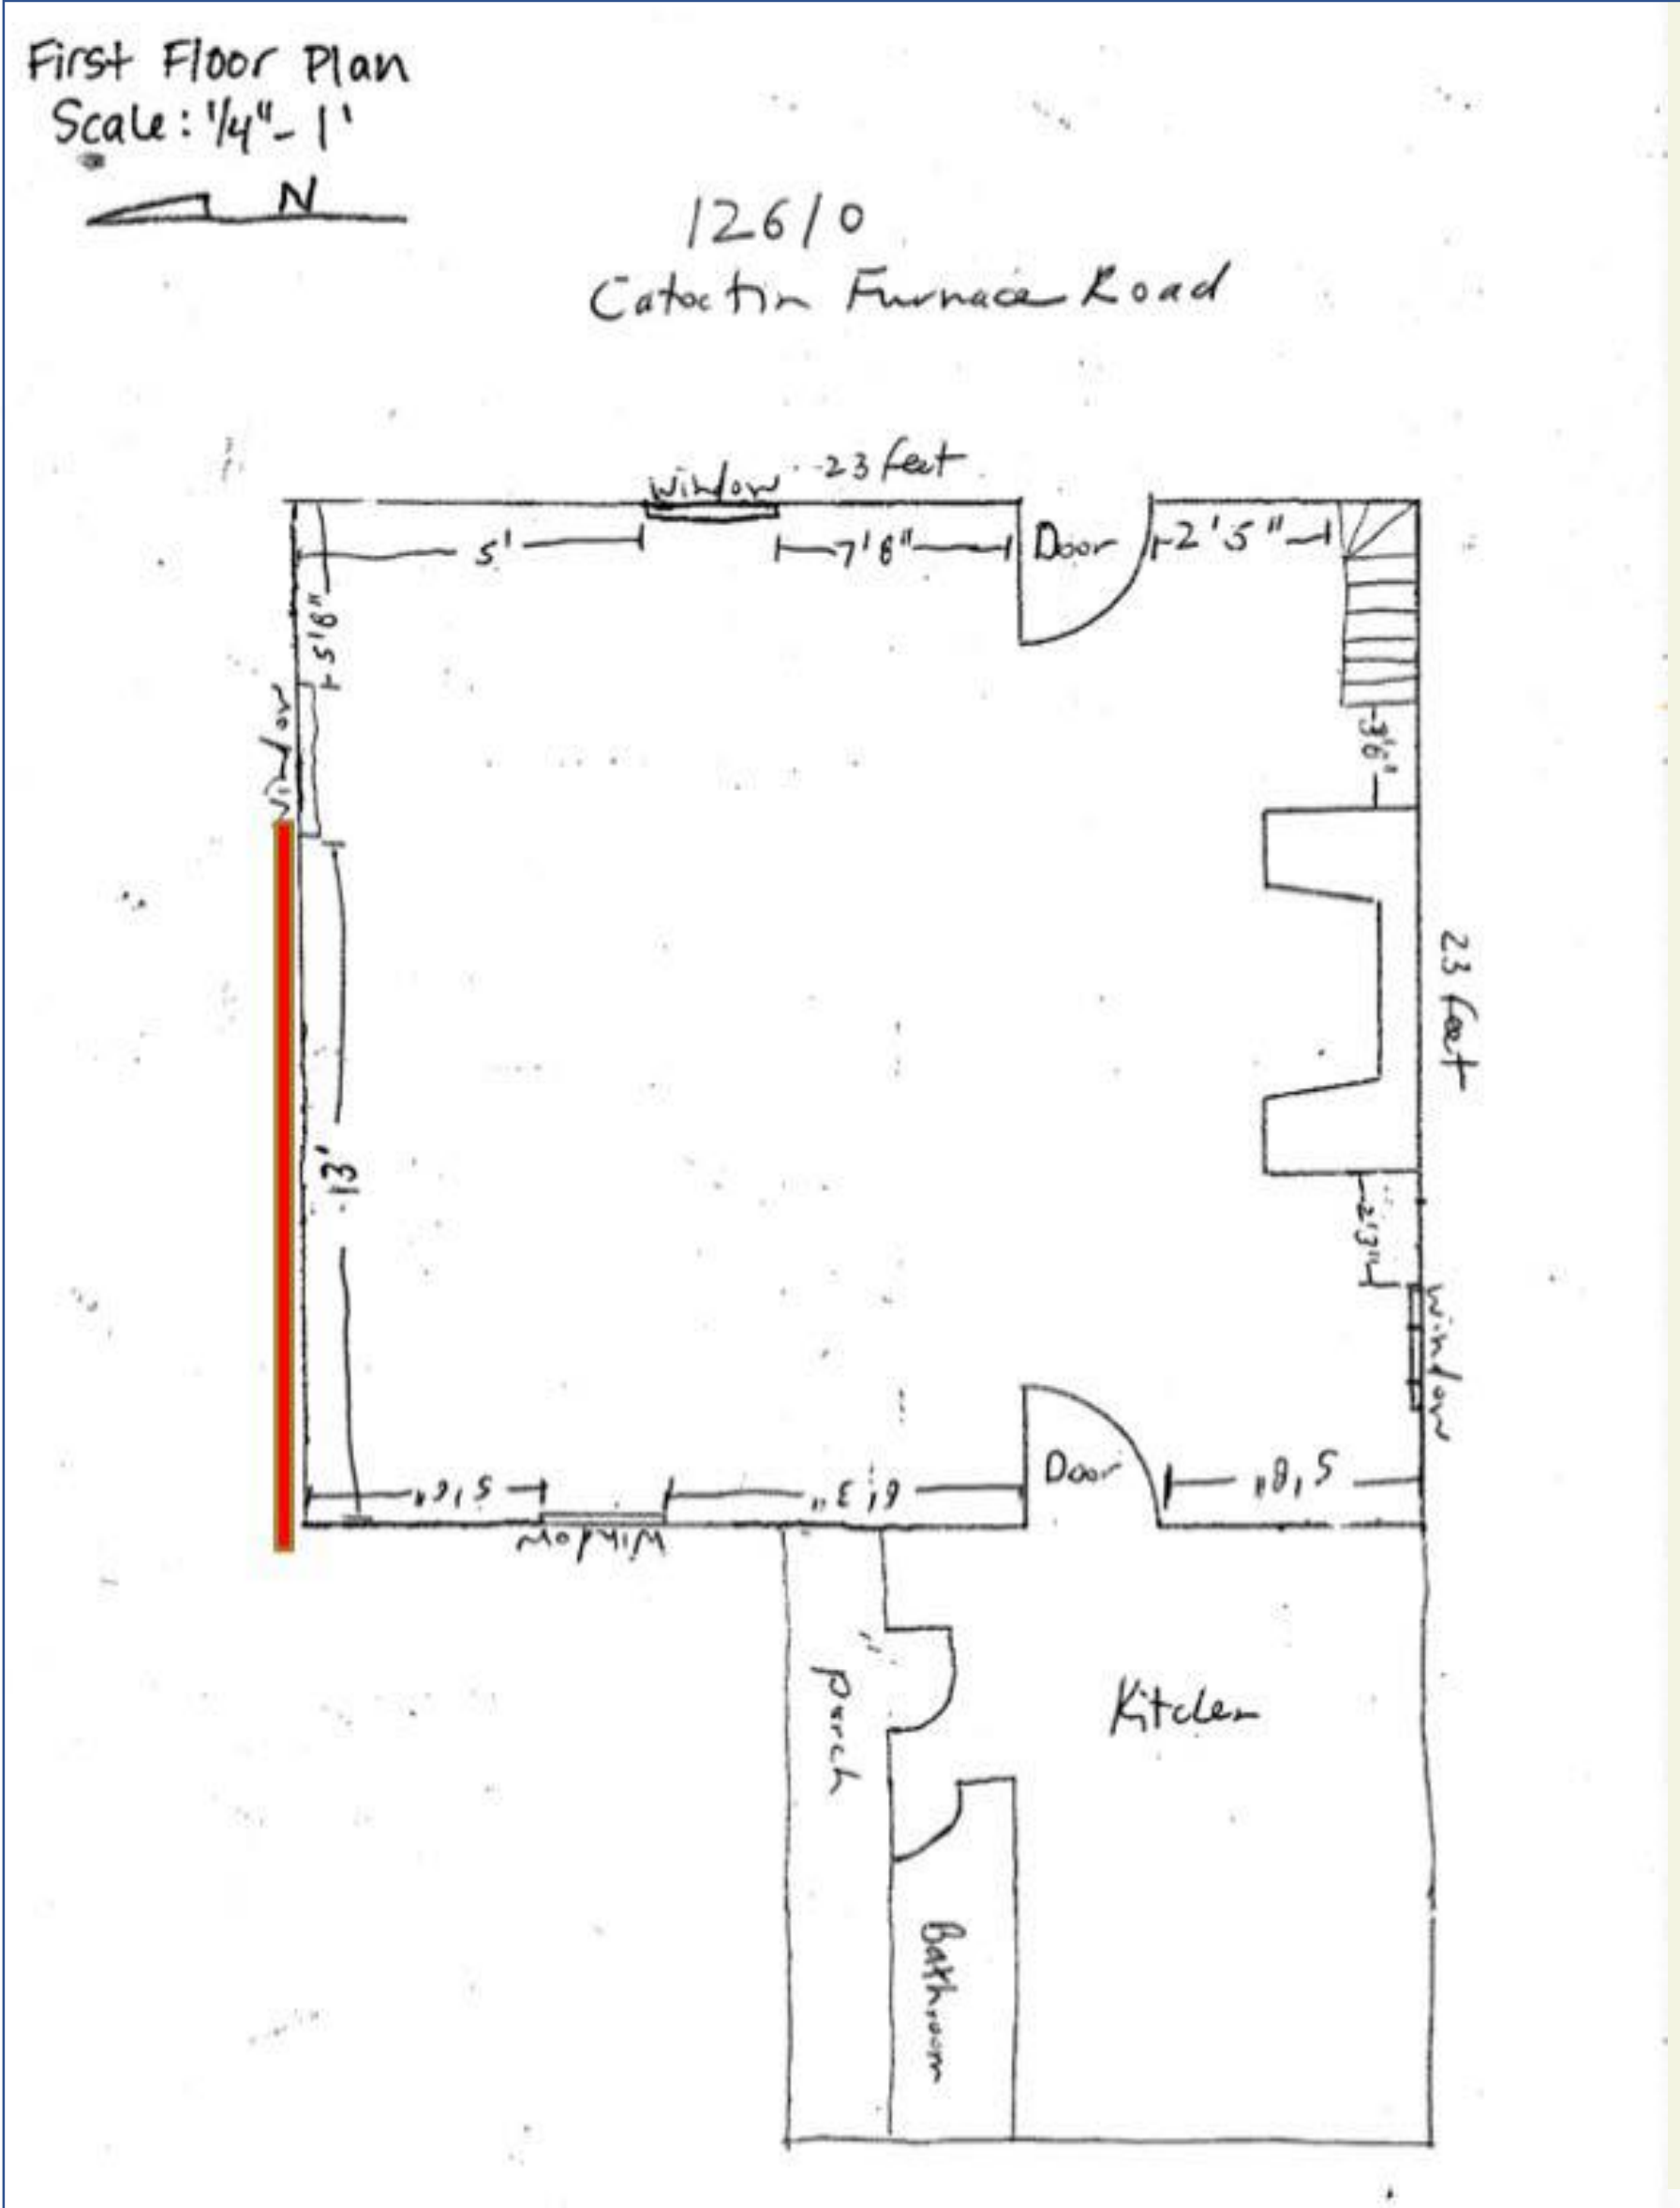 First Floor Plan
Scale: 1/4" - 1'
N
12610
Catoctin Furnace Road
23 feet
Window
5'
7'8"
Door
2'5"
5'8"
Window
3'6"
23 feet
13'
2'3"
Window
5'6"
8'3"
Door
5'8"
Window
Porch
Kitchen
Bathroom